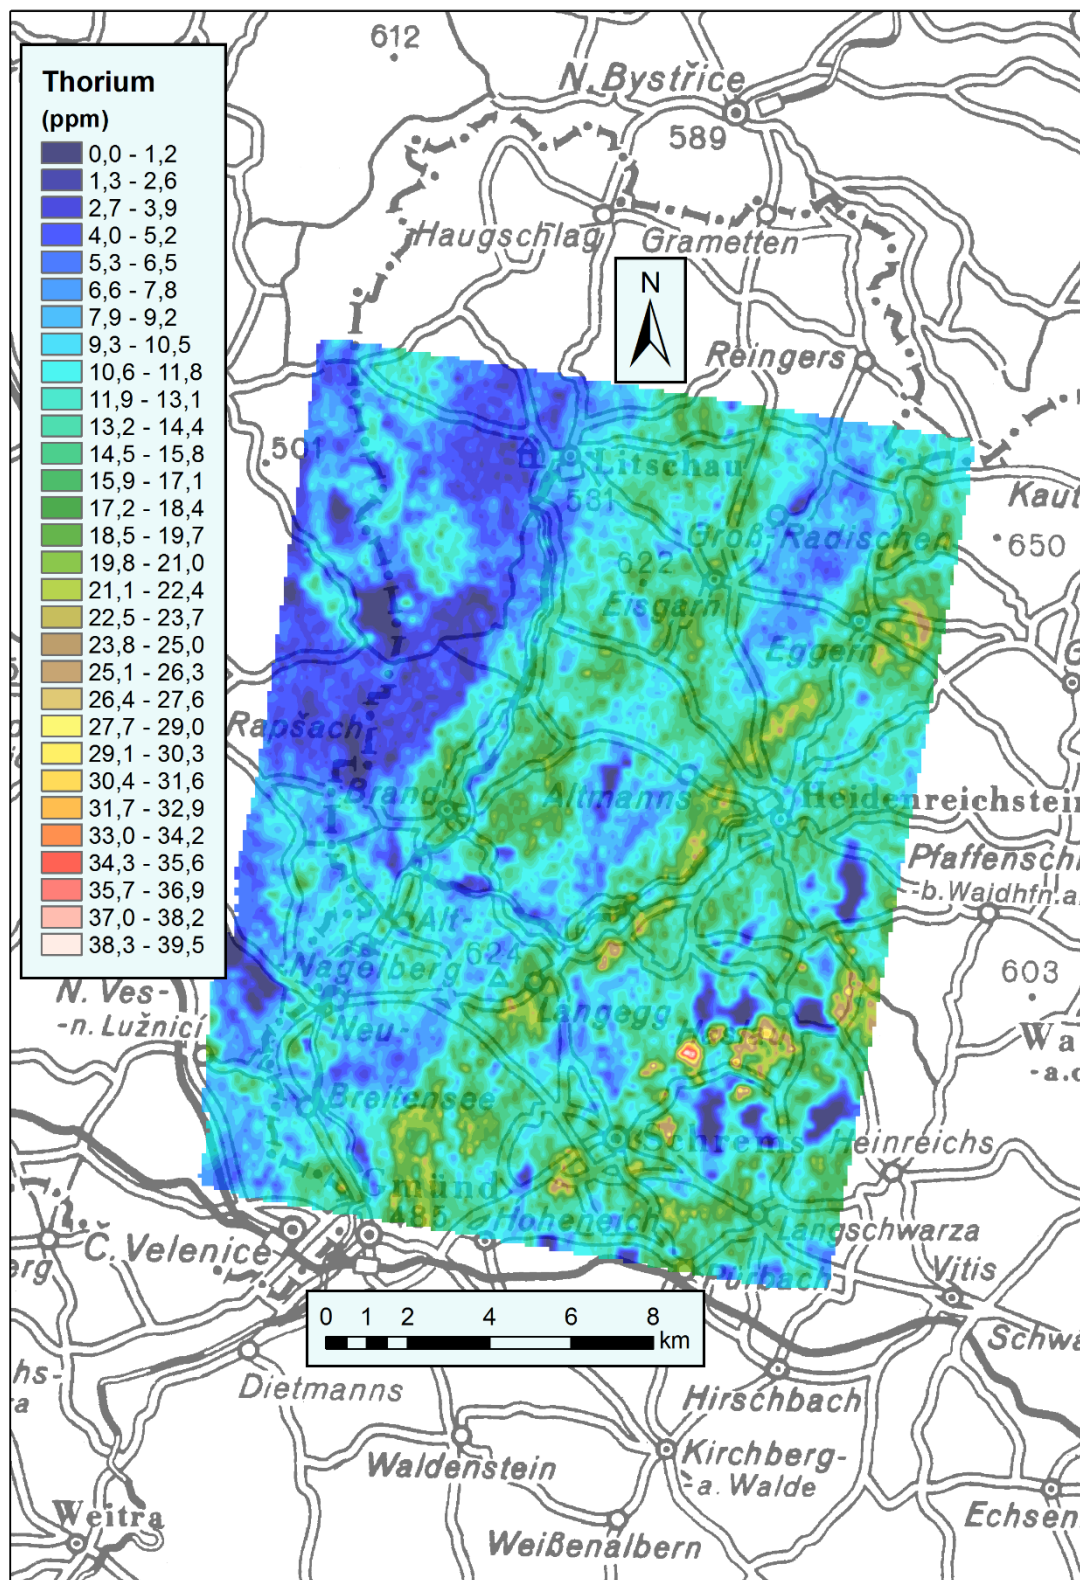 Thorium
(ppm)
0,0 - 1,2
1,3 - 2,6
2,7 - 3,9
4,0 - 5,2
5,3 - 6,5
6,6 - 7,8
7,9 - 9,2
9,3 - 10,5
10,6 - 11,8
11,9 - 13,1
13,2 - 14,4
14,5 - 15,8
15,9 - 17,1
17,2 - 18,4
18,5 - 19,7
19,8 - 21,0
21,1 - 22,4
22,5 - 23,7
23,8 - 25,0
25,1 - 26,3
26,4 - 27,6
27,7 - 29,0
29,1 - 30,3
30,4 - 31,6
31,7 - 32,9
33,0 - 34,2
34,3 - 35,6
35,7 - 36,9
37,0 - 38,2
38,3 - 39,5
612
N. Bystřice
589
Haugschlag
Grametten
N
Reingers
501
Litschau
581
Kaut
650
Groß-Radischen
622
Eisgarn
Eggern
Rapšach
Brand
Altmanns
Heidenreichstein
Pfaffensch
-b. Waidhfn.a
Alt-
Nagelberg
624
603
N. Ves-
-n. Lužnicí
Neu-
Langegg
Wa
-a.
Breitensee
Schrems
Heinreichs
Gmünd
485
Hoheneich
Langschwarza
Č. Velenice
Pürbach
Vitis
erg
0 1 2 4 6 8
km
Schwa
hs-
-a
Dietmanns
Hirschbach
Waldenstein
Kirchberg-
-a. Walde
Weitra
Echsen
Weißenalbern